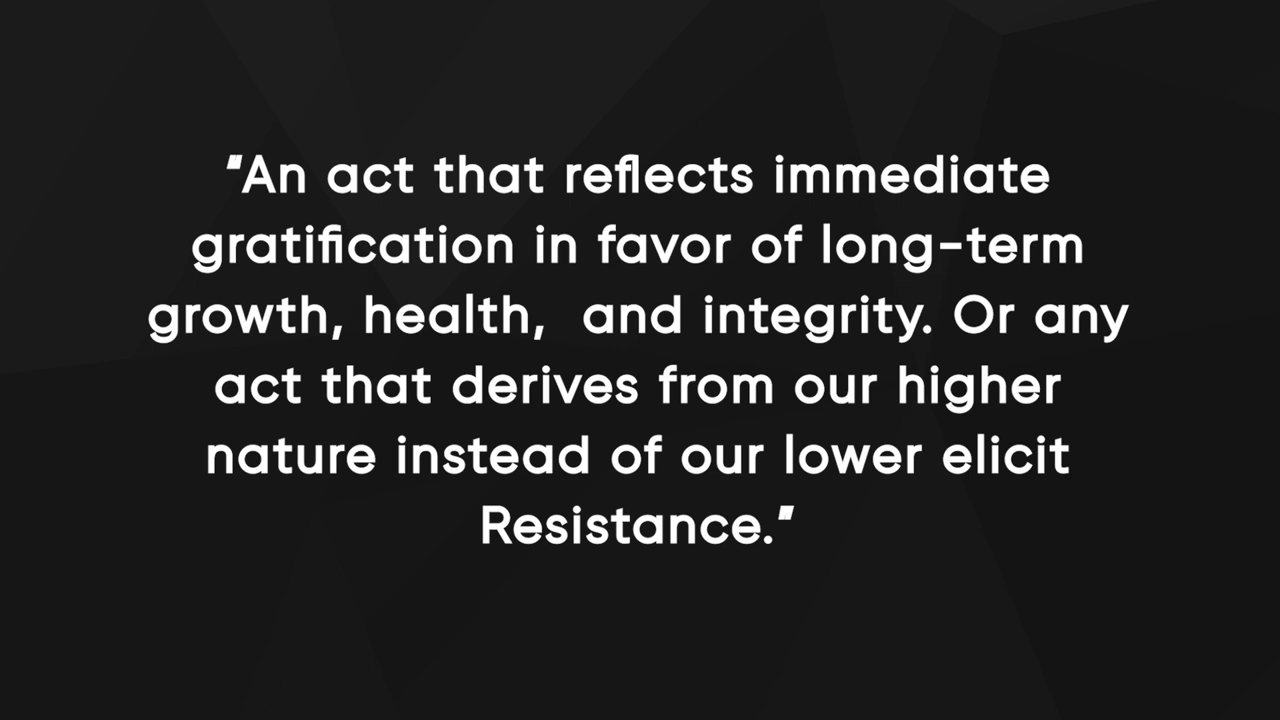 "An act that reflects immediate
gratification in favor of long-term
growth, health,  and integrity. Or any
act that derives from our higher
nature instead of our lower elicit
Resistance."